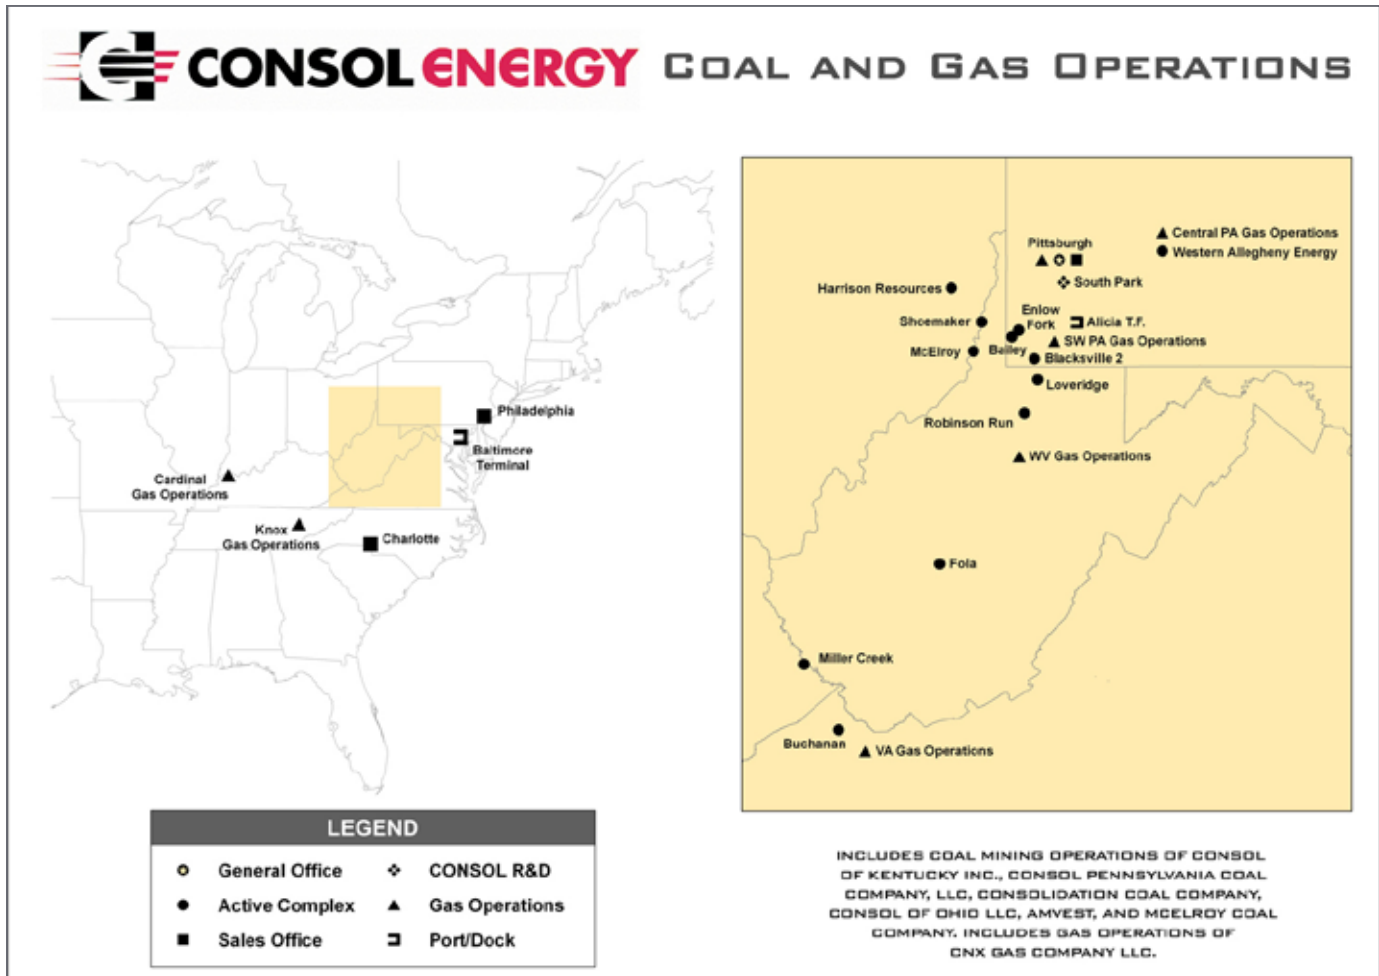 CONSOL ENERGY COAL AND GAS OPERATIONS
Philadelphia
Baltimore
Terminal
Cardinal
Gas Operations
Knox
Gas Operations
Charlotte
Central PA Gas Operations
Western Allegheny Energy
Pittsburgh
South Park
Harrison Resources
Enlow
Fork
Shoemaker
Alicia T.F.
SW PA Gas Operations
McElroy
Bailey
Blacksville 2
Loveridge
Robinson Run
WV Gas Operations
Fola
Miller Creek
Buchanan
VA Gas Operations
LEGEND
General Office
CONSOL R&D
Active Complex
Gas Operations
Sales Office
Port/Dock
INCLUDES COAL MINING OPERATIONS OF CONSOL
OF KENTUCKY INC., CONSOL PENNSYLVANIA COAL
COMPANY, LLC, CONSOLIDATION COAL COMPANY,
CONSOL OF OHIO LLC, AMVEST, AND MCELROY COAL
COMPANY. INCLUDES GAS OPERATIONS OF
CNX GAS COMPANY LLC.